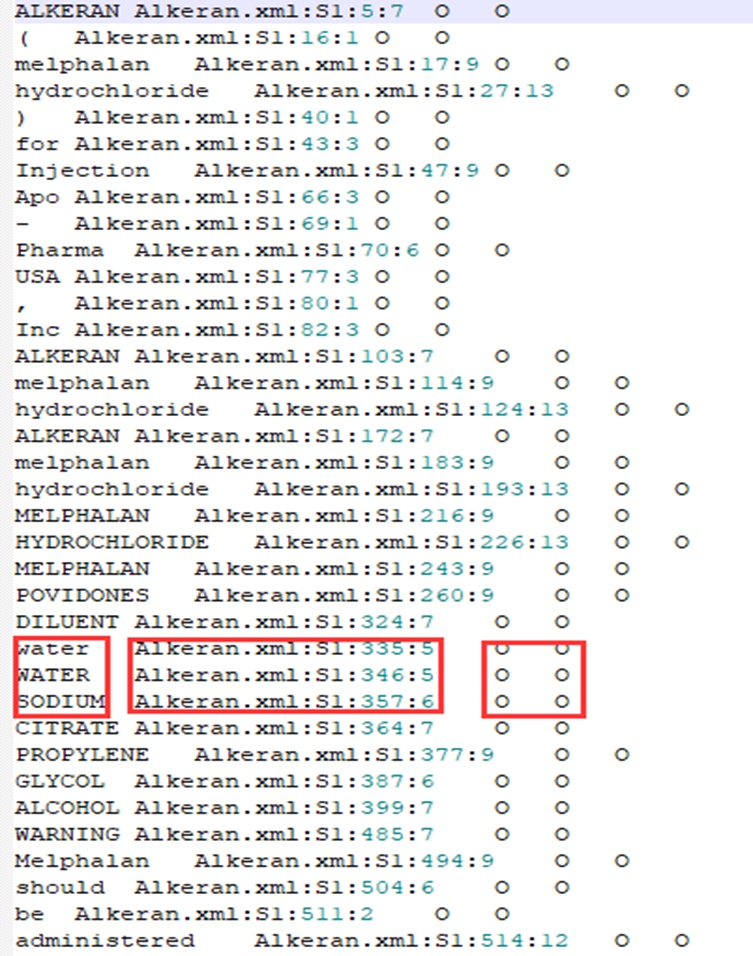 ALKERAN Alkeran.xml:S1:5:7 O O
( Alkeran.xml:S1:16:1 O O
melphalan Alkeran.xml:S1:17:9 O O
hydrochloride Alkeran.xml:S1:27:13 O O
) Alkeran.xml:S1:40:1 O O
for Alkeran.xml:S1:43:3 O O
Injection Alkeran.xml:S1:47:9 O O
Apo Alkeran.xml:S1:66:3 O O
- Alkeran.xml:S1:69:1 O O
Pharma Alkeran.xml:S1:70:6 O O
USA Alkeran.xml:S1:77:3 O O
, Alkeran.xml:S1:80:1 O O
Inc Alkeran.xml:S1:82:3 O O
ALKERAN Alkeran.xml:S1:103:7 O O
melphalan Alkeran.xml:S1:114:9 O O
hydrochloride Alkeran.xml:S1:124:13 O O
ALKERAN Alkeran.xml:S1:172:7 O O
melphalan Alkeran.xml:S1:183:9 O O
hydrochloride Alkeran.xml:S1:193:13 O O
MELPHALAN Alkeran.xml:S1:216:9 O O
HYDROCHLORIDE Alkeran.xml:S1:226:13 O O
MELPHALAN Alkeran.xml:S1:243:9 O O
POVIDONES Alkeran.xml:S1:260:9 O O
DILUENT Alkeran.xml:S1:324:7 O O
water Alkeran.xml:S1:335:5 O O
WATER Alkeran.xml:S1:346:5 O O
SODIUM Alkeran.xml:S1:357:6 O O
CITRATE Alkeran.xml:S1:364:7 O O
PROPYLENE Alkeran.xml:S1:377:9 O O
GLYCOL Alkeran.xml:S1:387:6 O O
ALCOHOL Alkeran.xml:S1:399:7 O O
WARNING Alkeran.xml:S1:485:7 O O
Melphalan Alkeran.xml:S1:494:9 O O
should Alkeran.xml:S1:504:6 O O
be Alkeran.xml:S1:511:2 O O
administered Alkeran.xml:S1:514:12 O O